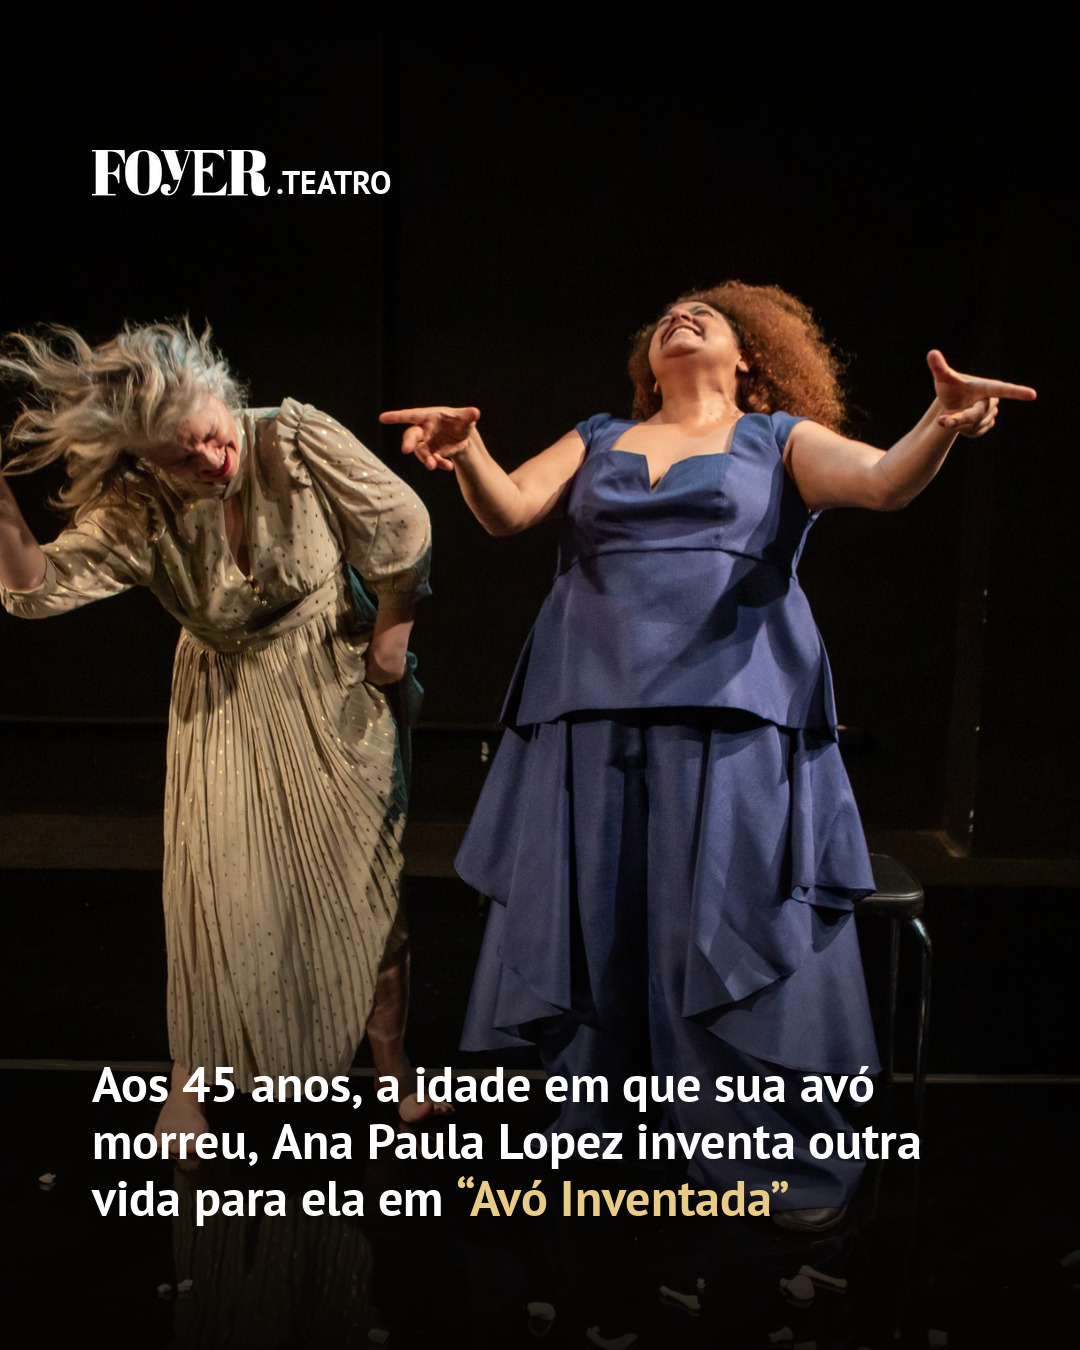 FOYER .TEATRO
Aos 45 anos, a idade em que sua avó
morreu, Ana Paula Lopez inventa outra
vida para ela em “Avó Inventada”